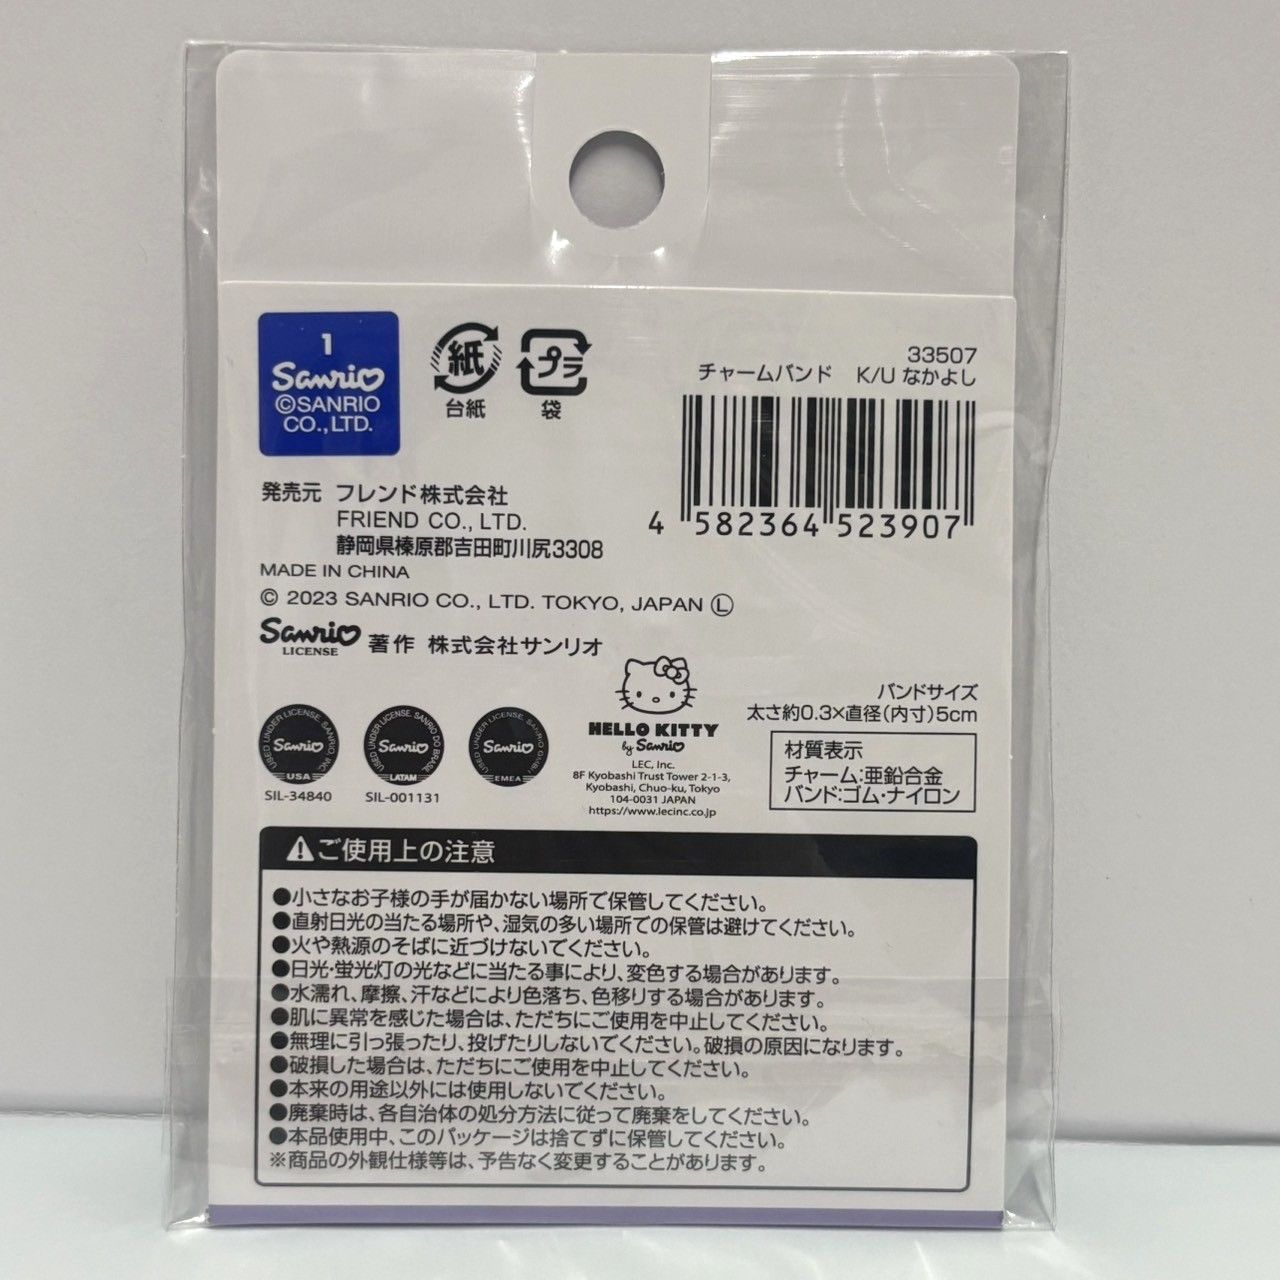 1
Sanrio
©SANRIO
CO.,LTD.
紙
台紙
プラ
袋
33507
チャームバンド K/U なかよし
4 582364 523907
発売元 フレンド株式会社
FRIEND CO., LTD.
静岡県榛原郡吉田町川尻3308
MADE IN CHINA
© 2023 SANRIO CO., LTD. TOKYO, JAPAN Ⓛ
Sanrio
LICENSE
著作 株式会社サンリオ
USED UNDER LICENSE. SANRIO, INC.
Sanrio
USA
SIL-34840
USED UNDER LICENSE. SANRIO DO BRASIL
Sanrio
LATAM
SIL-001131
USED UNDER LICENSE. SANRIO GMBH
Sanrio
EMEA
HELLO KITTY
by Sanrio
LEC, Inc.
8F Kyobashi Trust Tower 2-1-3,
Kyobashi, Chuo-ku, Tokyo
104-0031 JAPAN
https://www.lecinc.co.jp
バンドサイズ
太さ約0.3×直径(内寸)5cm
材質表示
チャーム:亜鉛合金
バンド:ゴム・ナイロン
⚠ご使用上の注意
●小さなお子様の手が届かない場所で保管してください。
●直射日光の当たる場所や、湿気の多い場所での保管は避けてください。
●火や熱源のそばに近づけないでください。
●日光・蛍光灯の光などに当たる事により、変色する場合があります。
●水濡れ、摩擦、汗などにより色落ち、色移りする場合があります。
●肌に異常を感じた場合は、ただちにご使用を中止してください。
●無理に引っ張ったり、投げたりしないでください。破損の原因になります。
●破損した場合は、ただちにご使用を中止してください。
●本来の用途以外には使用しないでください。
●廃棄時は、各自治体の処分方法に従って廃棄をしてください。
●本品使用中、このパッケージは捨てずに保管してください。
※商品の外観仕様等は、予告なく変更することがあります。